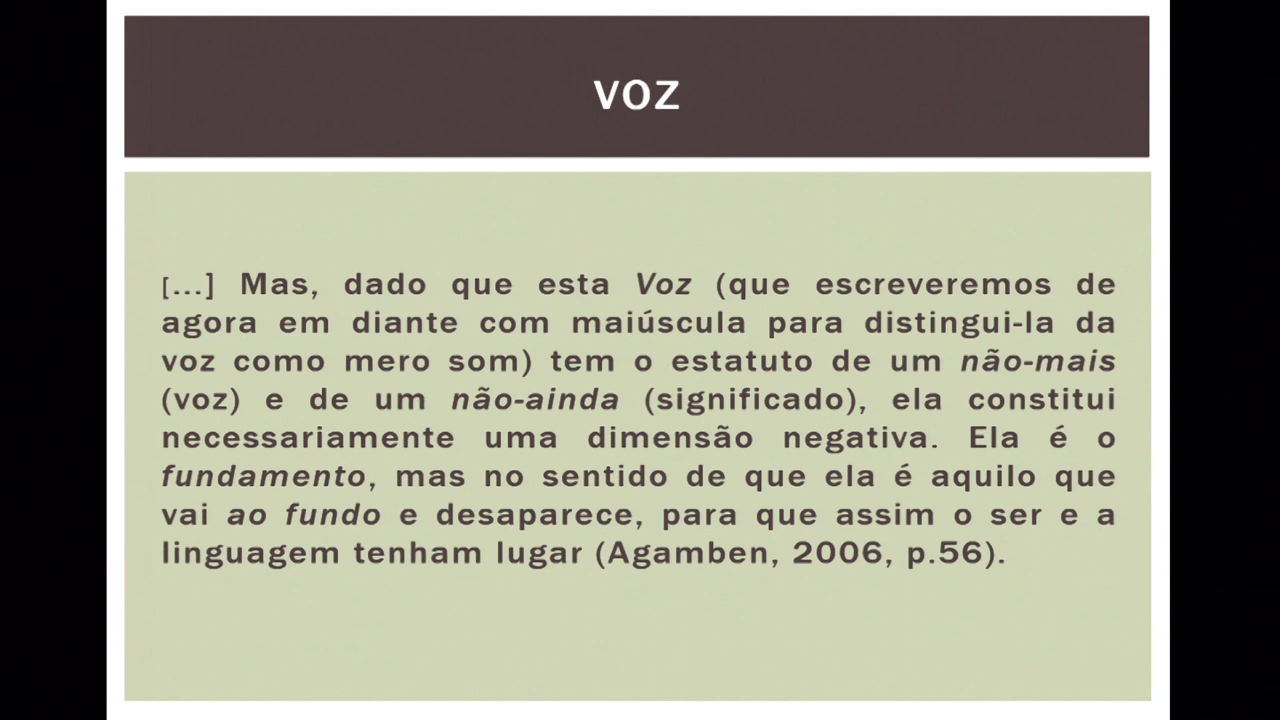 VOZ
[...] Mas, dado que esta Voz (que escreveremos de
agora em diante com maiúscula para distingui-la da
voz como mero som) tem o estatuto de um não-mais
(voz) e de um não-ainda (significado), ela constitui
necessariamente uma dimensão negativa. Ela é o
fundamento, mas no sentido de que ela é aquilo que
vai ao fundo e desaparece, para que assim o ser e a
linguagem tenham lugar (Agamben, 2006, p.56).